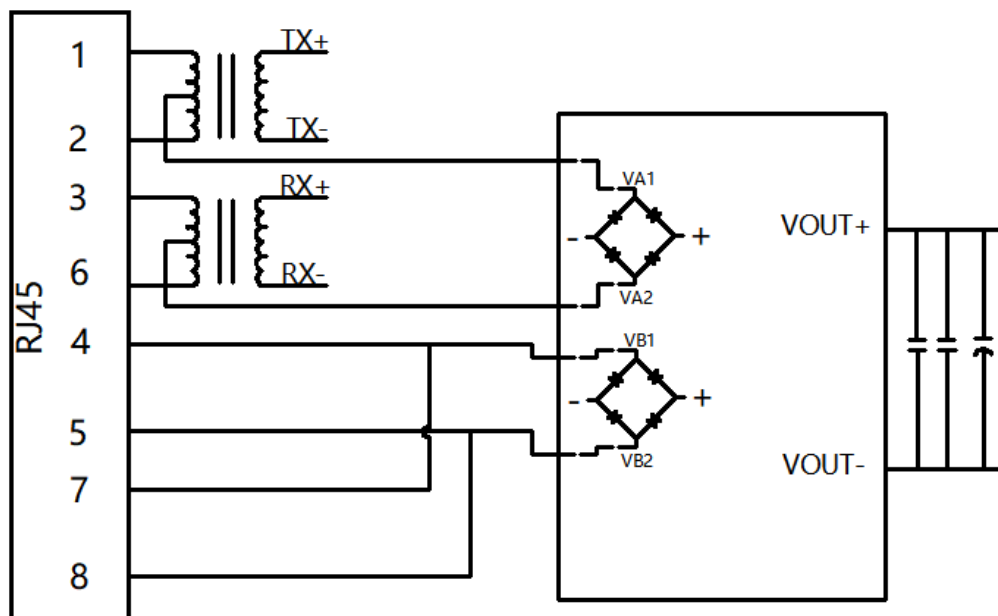 1
TX+
2
TX-
3
RX+
6
RX-
4
5
7
8
RJ45
VA1
-
+
VA2
VB1
-
+
VB2
VOUT+
VOUT-